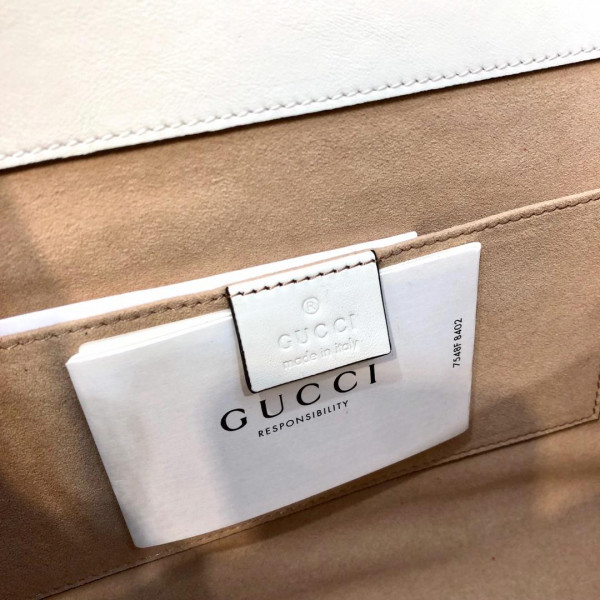 ®
GUCCI
made in italy
GUCCI
RESPONSIBILITY
7548F 8402